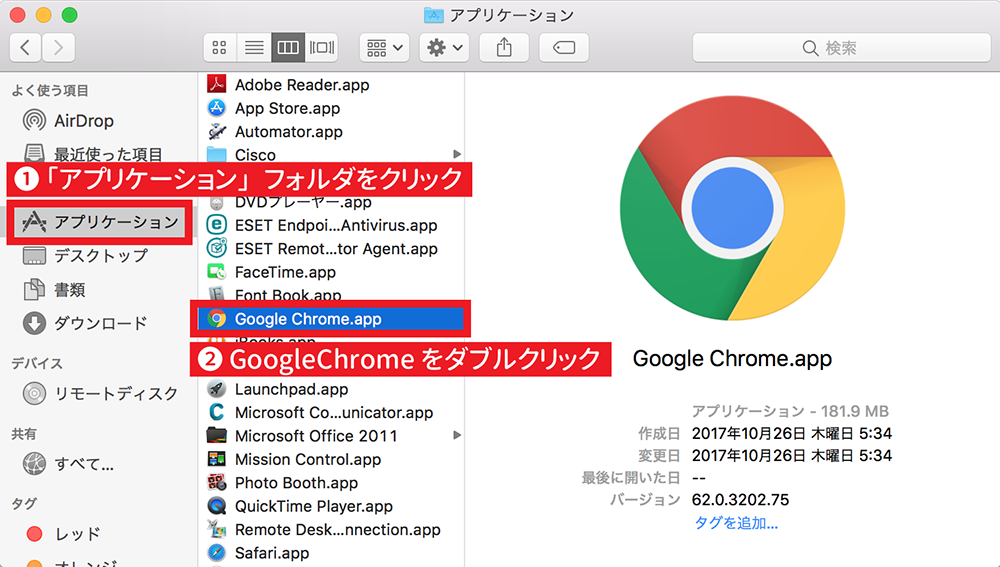 アプリケーション
検索
よく使う項目
AirDrop
最近使った項目
❶「アプリケーション」フォルダをクリック
アプリケーション
デスクトップ
書類
ダウンロード
デバイス
リモートディスク
共有
すべて...
タグ
レッド
オレンジ
Adobe Reader.app
App Store.app
Automator.app
Cisco
DVDプレーヤー.app
ESET Endpoi...Antivirus.app
ESET Remot...tor Agent.app
FaceTime.app
Font Book.app
Google Chrome.app
iBooks.app
❷ GoogleChrome をダブルクリック
Launchpad.app
Microsoft Co...unicator.app
Microsoft Office 2011
Mission Control.app
Photo Booth.app
QuickTime Player.app
Remote Desk...nnection.app
Safari.app
Google Chrome.app
アプリケーション - 181.9 MB
作成日 2017年10月26日 木曜日 5:34
変更日 2017年10月26日 木曜日 5:34
最後に開いた日 --
バージョン 62.0.3202.75
タグを追加...